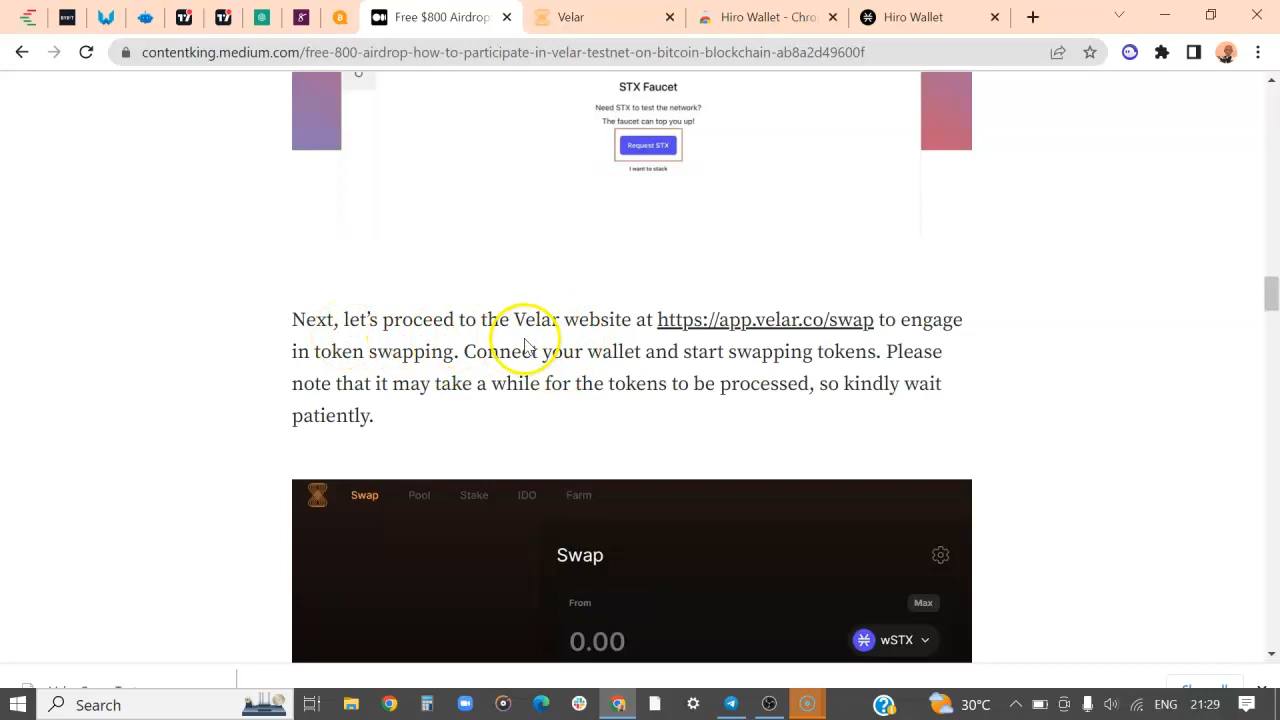 Free $800 Airdrop
Velar
Hiro Wallet - Chro
Hiro Wallet
contentking.medium.com/free-800-airdrop-how-to-participate-in-velar-testnet-on-bitcoin-blockchain-ab8a2d49600f
STX Faucet
Need STX to test the network?
The faucet can top you up!
Request STX
I want to stack
Next, let’s proceed to the Velar website at https://app.velar.co/swap to engage
in token swapping. Connect your wallet and start swapping tokens. Please
note that it may take a while for the tokens to be processed, so kindly wait
patiently.
Swap Pool Stake IDO Farm
Swap
From Max
0.00 wSTX
Search 30°C ENG 21:29